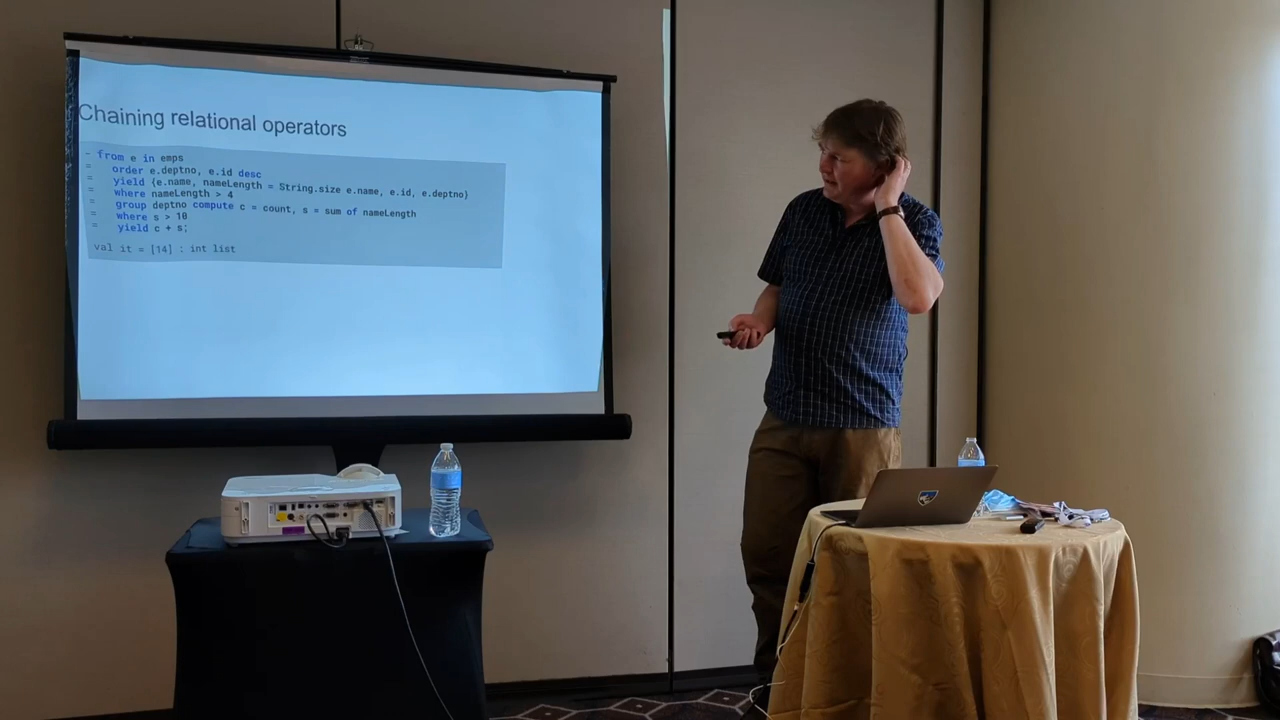 Chaining relational operators
- from e in emps
=   order e.deptno, e.id desc
=   yield {e.name, nameLength = String.size e.name, e.id, e.deptno}
=   where nameLength > 4
=   group deptno compute c = count, s = sum of nameLength
=   where s > 10
=   yield c + s;
val it = [14] : int list